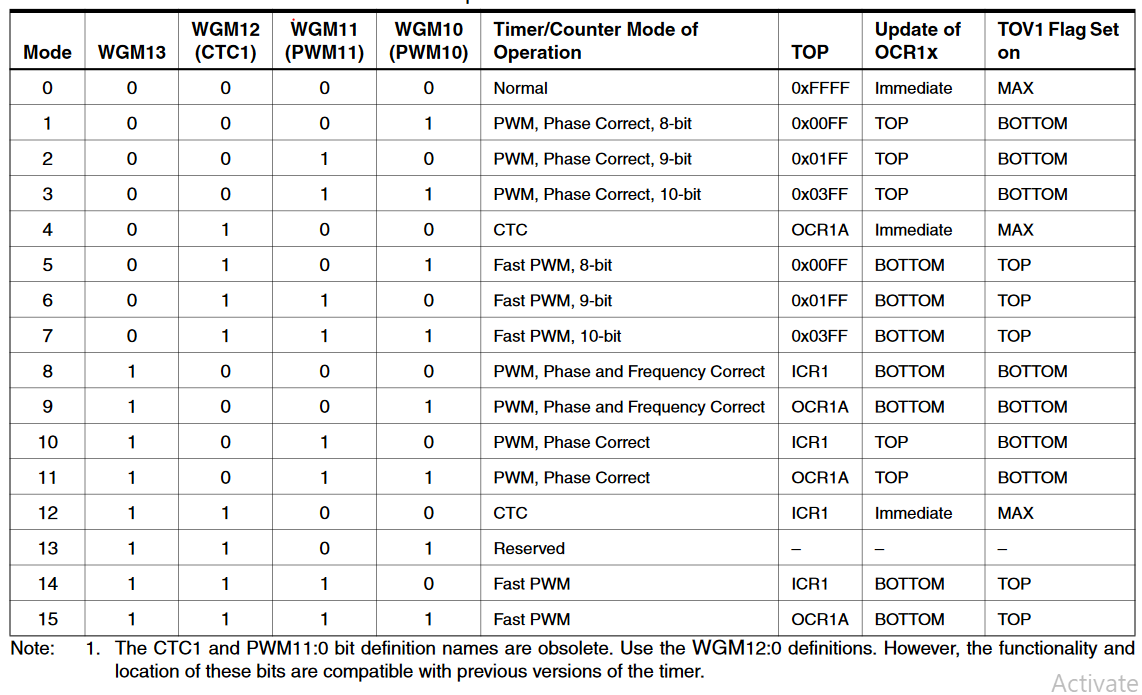 Mode WGM13 WGM12 (CTC1) WGM11 (PWM11) WGM10 (PWM10) Timer/Counter Mode of Operation TOP Update of OCR1x TOV1 Flag Set on
0 0 0 0 0 Normal 0xFFFF Immediate MAX
1 0 0 0 1 PWM, Phase Correct, 8-bit 0x00FF TOP BOTTOM
2 0 0 1 0 PWM, Phase Correct, 9-bit 0x01FF TOP BOTTOM
3 0 0 1 1 PWM, Phase Correct, 10-bit 0x03FF TOP BOTTOM
4 0 1 0 0 CTC OCR1A Immediate MAX
5 0 1 0 1 Fast PWM, 8-bit 0x00FF BOTTOM TOP
6 0 1 1 0 Fast PWM, 9-bit 0x01FF BOTTOM TOP
7 0 1 1 1 Fast PWM, 10-bit 0x03FF BOTTOM TOP
8 1 0 0 0 PWM, Phase and Frequency Correct ICR1 BOTTOM BOTTOM
9 1 0 0 1 PWM, Phase and Frequency Correct OCR1A BOTTOM BOTTOM
10 1 0 1 0 PWM, Phase Correct ICR1 TOP BOTTOM
11 1 0 1 1 PWM, Phase Correct OCR1A TOP BOTTOM
12 1 1 0 0 CTC ICR1 Immediate MAX
13 1 1 0 1 Reserved – – –
14 1 1 1 0 Fast PWM ICR1 BOTTOM TOP
15 1 1 1 1 Fast PWM OCR1A BOTTOM TOP
Note: 1. The CTC1 and PWM11:0 bit definition names are obsolete. Use the WGM12:0 definitions. However, the functionality and
location of these bits are compatible with previous versions of the timer.
Activate